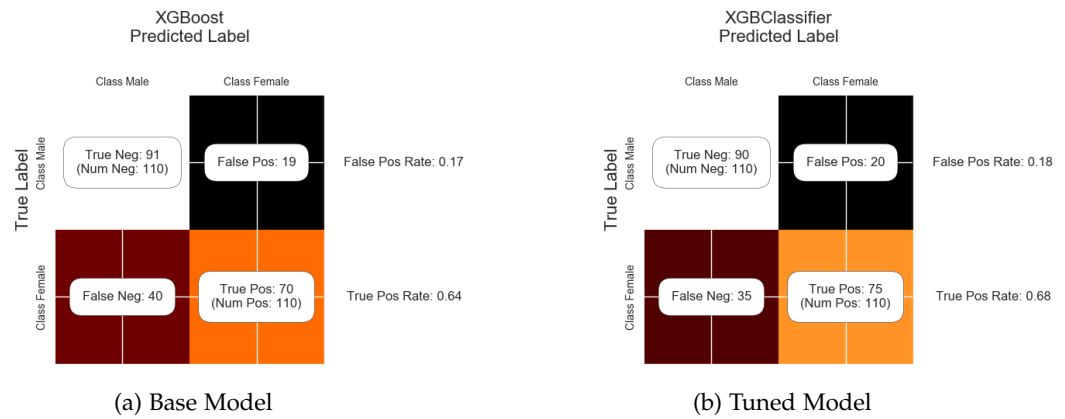 XGBoost
Predicted Label
Class Male
Class Female
True Label
Class Male
True Neg: 91
(Num Neg: 110)
False Pos: 19
False Pos Rate: 0.17
Class Female
False Neg: 40
True Pos: 70
(Num Pos: 110)
True Pos Rate: 0.64
(a) Base Model
XGBClassifier
Predicted Label
Class Male
Class Female
True Label
Class Male
True Neg: 90
(Num Neg: 110)
False Pos: 20
False Pos Rate: 0.18
Class Female
False Neg: 35
True Pos: 75
(Num Pos: 110)
True Pos Rate: 0.68
(b) Tuned Model